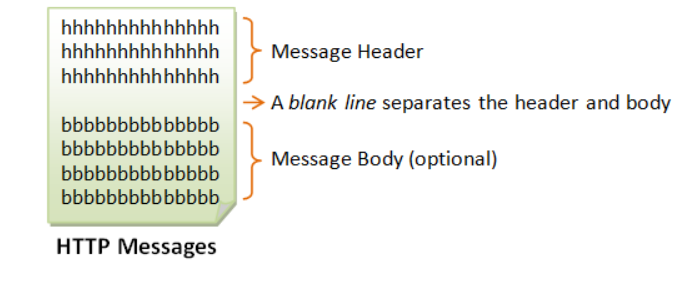 hhhhhhhhhhhhhh
hhhhhhhhhhhhhh
hhhhhhhhhhhhhh
Message Header
A blank line separates the header and body
bbbbbbbbbbbbbb
bbbbbbbbbbbbbb
bbbbbbbbbbbbbb
bbbbbbbbbbbbbb
Message Body (optional)
HTTP Messages